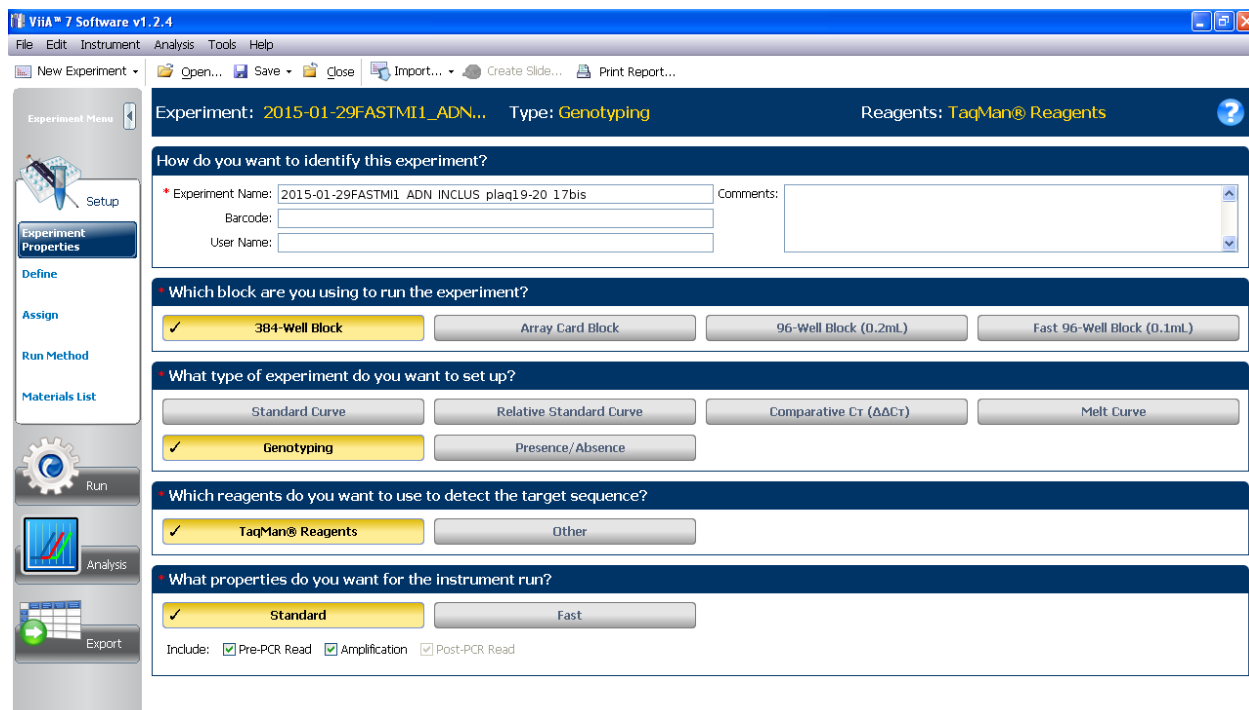 ViiA™ 7 Software v1.2.4
File Edit Instrument Analysis Tools Help
New Experiment Open... Save Close Import... Create Slide... Print Report...
Experiment Menu
Experiment: 2015-01-29FASTMI1_ADN... Type: Genotyping Reagents: TaqMan® Reagents
How do you want to identify this experiment?
* Experiment Name: 2015-01-29FASTMI1 ADN INCLUS plaq19-20 17bis Comments:
Barcode:
User Name:
Setup
Experiment Properties
Define
Assign
Run Method
Materials List
Run
Analysis
Export
* Which block are you using to run the experiment?
✓ 384-Well Block Array Card Block 96-Well Block (0.2mL) Fast 96-Well Block (0.1mL)
* What type of experiment do you want to set up?
Standard Curve Relative Standard Curve Comparative Cᴛ (ΔΔCᴛ) Melt Curve
✓ Genotyping Presence/Absence
* Which reagents do you want to use to detect the target sequence?
✓ TaqMan® Reagents Other
* What properties do you want for the instrument run?
✓ Standard Fast
Include: Pre-PCR Read Amplification Post-PCR Read